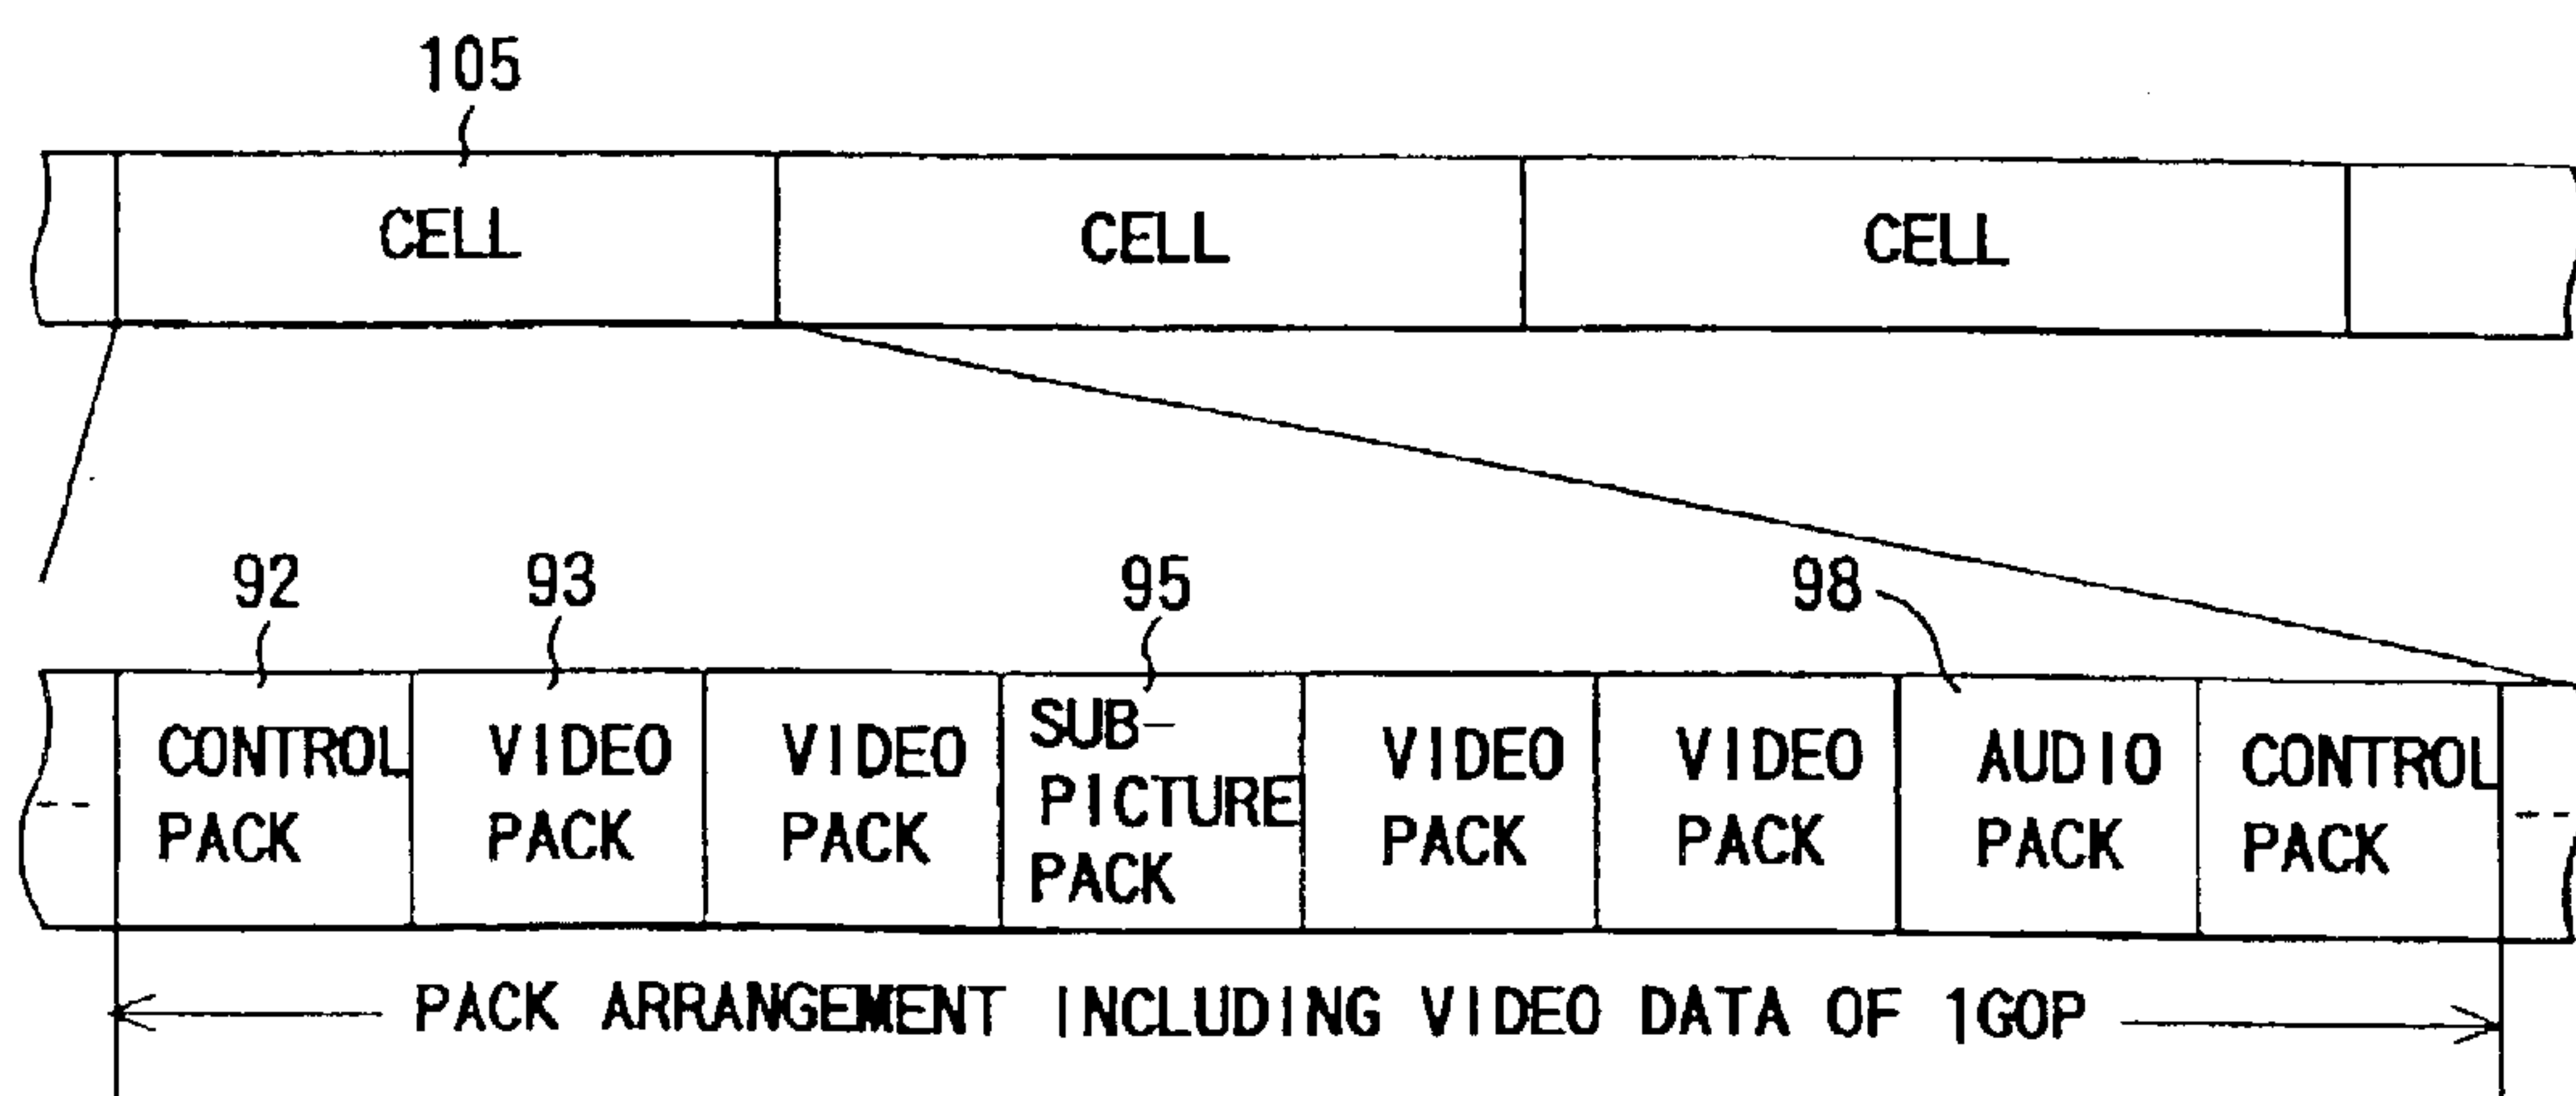 105
CELL CELL CELL
92 93 95 98
CONTROL PACK
VIDEO PACK
VIDEO PACK
SUB-
PICTURE
PACK
VIDEO PACK
VIDEO PACK
AUDIO PACK
CONTROL PACK
PACK ARRANGEMENT INCLUDING VIDEO DATA OF 1GOP